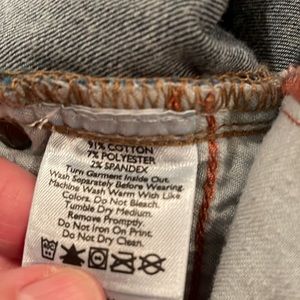 91% COTTON
7% POLYESTER
2% SPANDEX
Turn Garment Inside Out.
Wash Separately Before Wearing.
Machine Wash Warm With Like
Colors. Do Not Bleach.
Tumble Dry Medium.
Remove Promptly.
Do Not Iron On Print.
Do Not Dry Clean.